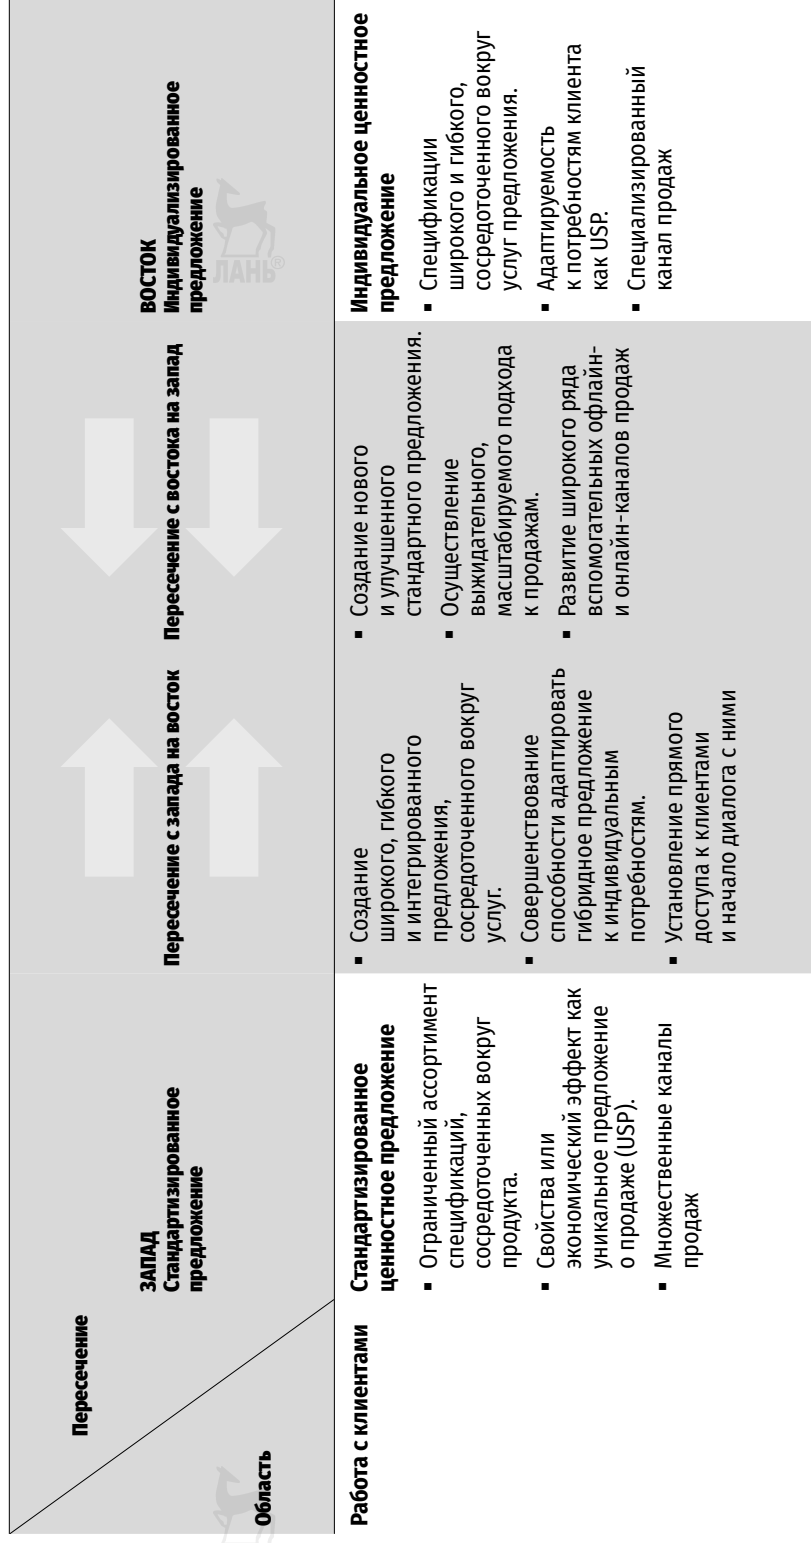 Пересечение
Область
ЗАПАД
Стандартизированное
предложение
Пересечение с запада на восток
Пересечение с востока на запад
ВОСТОК
Индивидуализированное
предложение
ЛАНЬ®
Работа с клиентами
Стандартизированное
ценностное предложение
▪ Ограниченный ассортимент
спецификаций,
сосредоточенных вокруг
продукта.
▪ Свойства или
экономический эффект как
уникальное предложение
о продаже (USP).
▪ Множественные каналы
продаж
▪ Создание
широкого, гибкого
и интегрированного
предложения,
сосредоточенного вокруг
услуг.
▪ Совершенствование
способности адаптировать
гибридное предложение
к индивидуальным
потребностям.
▪ Установление прямого
доступа к клиентами
и начало диалога с ними
▪ Создание нового
и улучшенного
стандартного предложения.
▪ Осуществление
выжидательного,
масштабируемого подхода
к продажам.
▪ Развитие широкого ряда
вспомогательных офлайн-
и онлайн-каналов продаж
Индивидуальное ценностное
предложение
▪ Спецификации
широкого и гибкого,
сосредоточенного вокруг
услуг предложения.
▪ Адаптируемость
к потребностям клиента
как USP.
▪ Специализированный
канал продаж